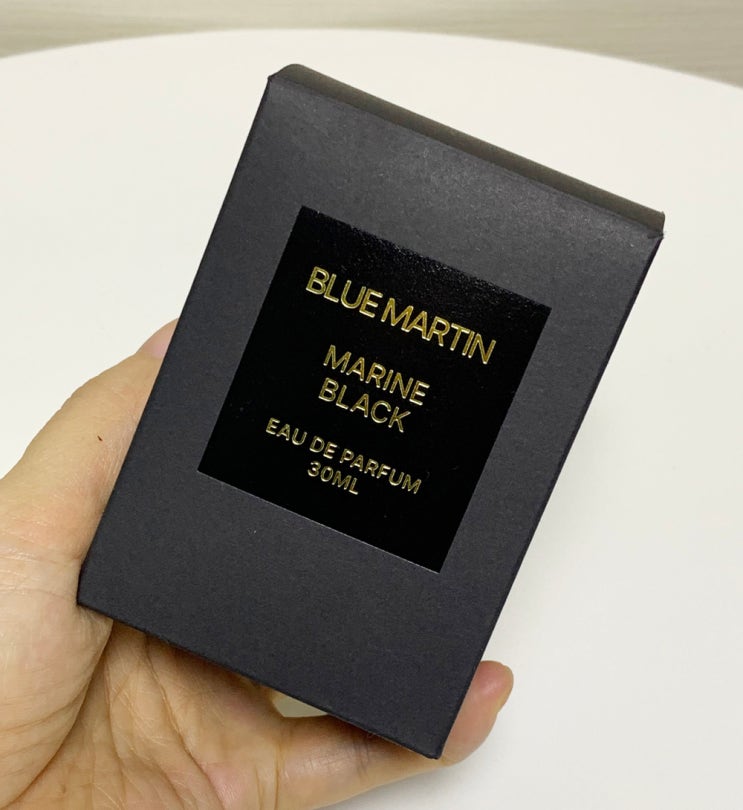 BLUE MARTIN
MARINE
BLACK
EAU DE PARFUM
30ML